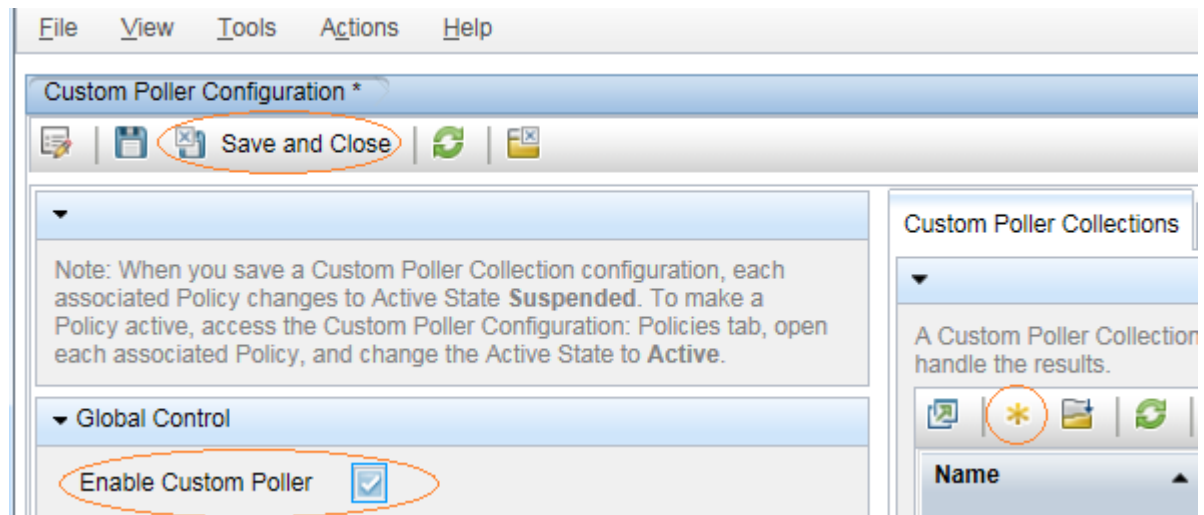 File View Tools Actions Help
Custom Poller Configuration *
Save and Close
Note: When you save a Custom Poller Collection configuration, each
associated Policy changes to Active State Suspended. To make a
Policy active, access the Custom Poller Configuration: Policies tab, open
each associated Policy, and change the Active State to Active.
Global Control
Enable Custom Poller
Custom Poller Collections
A Custom Poller Collection
handle the results.
Name